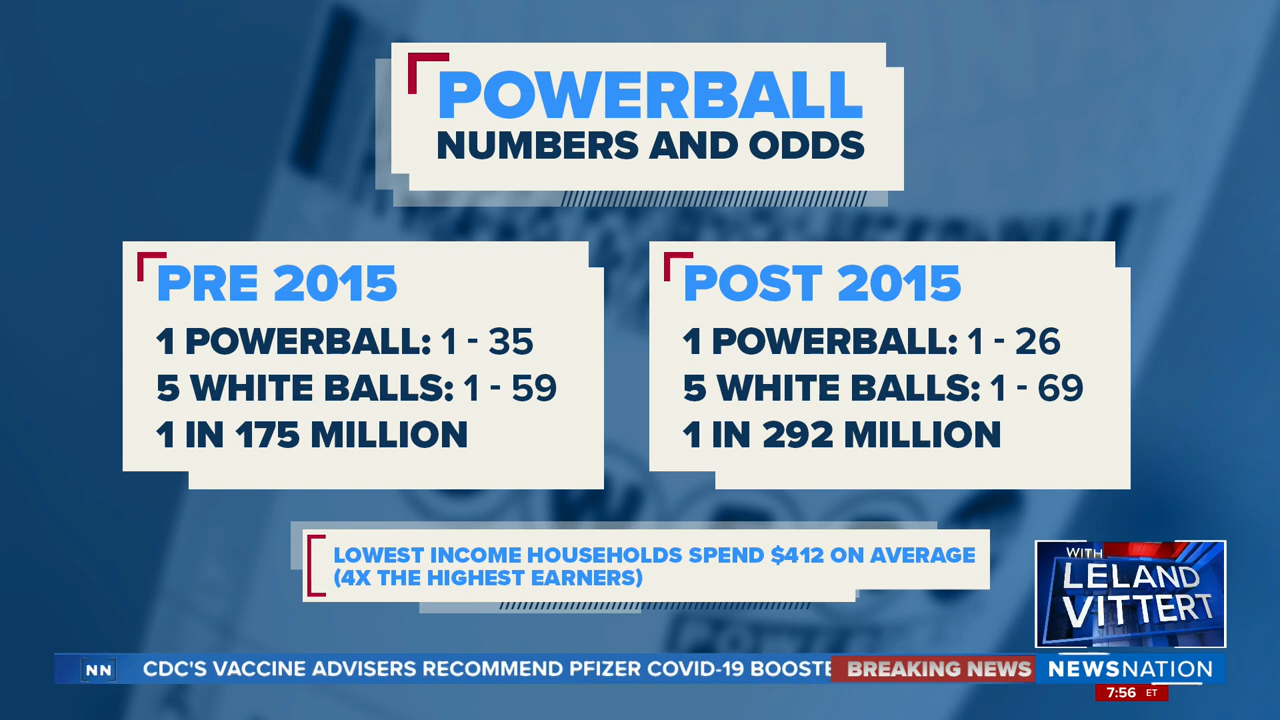 POWERBALL
NUMBERS AND ODDS
PRE 2015
1 POWERBALL: 1 - 35
5 WHITE BALLS: 1 - 59
1 IN 175 MILLION
POST 2015
1 POWERBALL: 1 - 26
5 WHITE BALLS: 1 - 69
1 IN 292 MILLION
LOWEST INCOME HOUSEHOLDS SPEND $412 ON AVERAGE
(4X THE HIGHEST EARNERS)
WITH
LELAND
VITTERT
NN CDC'S VACCINE ADVISERS RECOMMEND PFIZER COVID-19 BOOSTE BREAKING NEWS NEWSNATION
7:56 ET